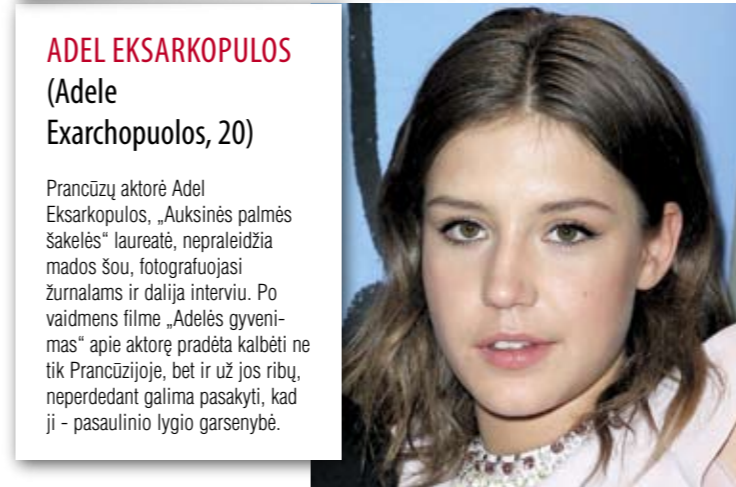 ADEL EKSARKOPULOS
(Adele
Exarchopuolos, 20)
Prancūzų aktorė Adel
Eksarkopulos, „Auksinės palmės
šakelės“ laureatė, nepraleidžia
mados šou, fotografuojasi
žurnalams ir dalija interviu. Po
vaidmens filme „Adelės gyveni-
mas“ apie aktorę pradėta kalbėti ne
tik Prancūzijoje, bet ir už jos ribų,
neperdedant galima pasakyti, kad
ji - pasaulinio lygio garsenybė.